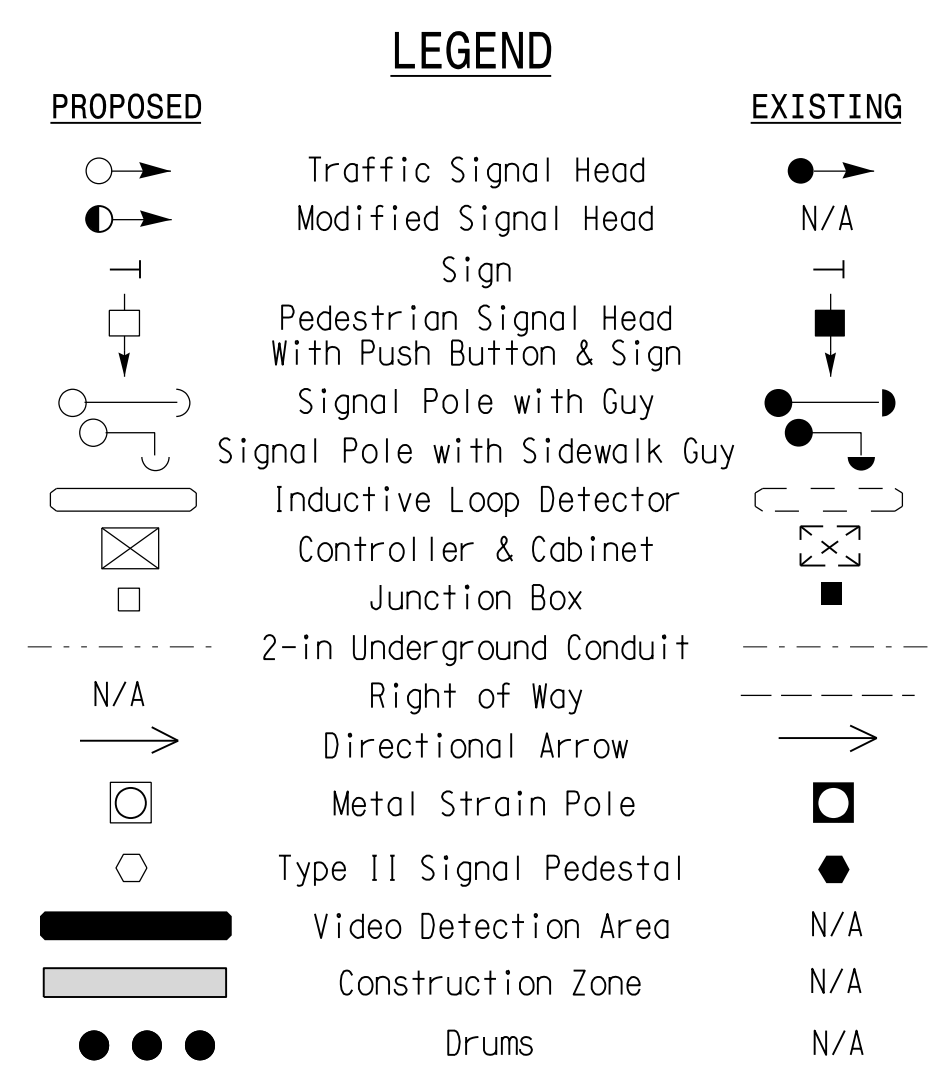 LEGEND
PROPOSED EXISTING
Traffic Signal Head
Modified Signal Head N/A
Sign
Pedestrian Signal Head
With Push Button & Sign
Signal Pole with Guy
Signal Pole with Sidewalk Guy
Inductive Loop Detector
Controller & Cabinet
Junction Box
2-in Underground Conduit
N/A Right of Way
Directional Arrow
Metal Strain Pole
Type II Signal Pedestal
Video Detection Area N/A
Construction Zone N/A
Drums N/A